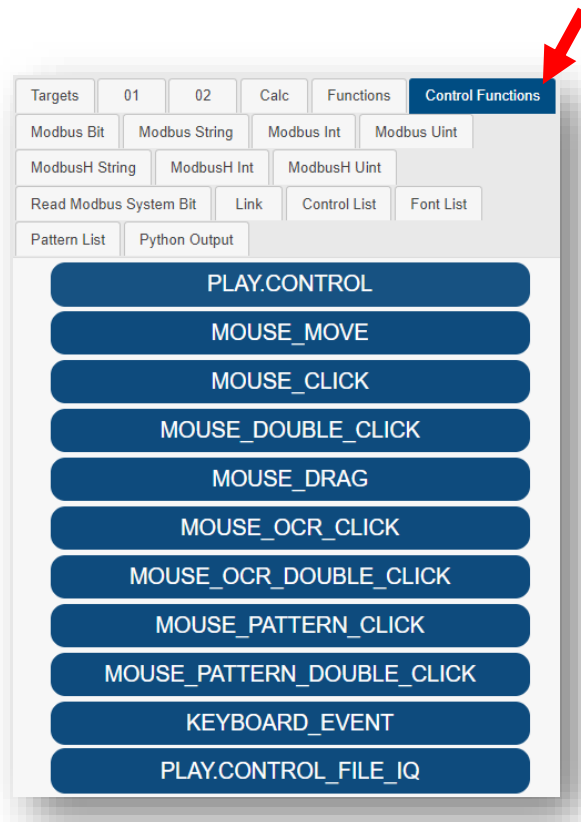 Targets 01 02 Calc Functions Control Functions
Modbus Bit Modbus String Modbus Int Modbus Uint
ModbusH String ModbusH Int ModbusH Uint
Read Modbus System Bit Link Control List Font List
Pattern List Python Output
PLAY.CONTROL
MOUSE_MOVE
MOUSE_CLICK
MOUSE_DOUBLE_CLICK
MOUSE_DRAG
MOUSE_OCR_CLICK
MOUSE_OCR_DOUBLE_CLICK
MOUSE_PATTERN_CLICK
MOUSE_PATTERN_DOUBLE_CLICK
KEYBOARD_EVENT
PLAY.CONTROL_FILE_IQ